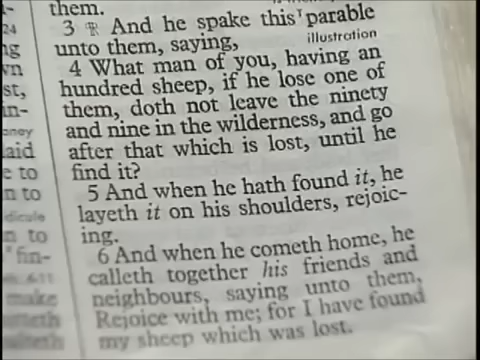 them.
3 And he spake this parable
unto them, saying,
illustration
4 What man of you, having an
hundred sheep, if he lose one of
them, doth not leave the ninety
and nine in the wilderness, and go
after that which is lost, until he
find it?
5 And when he hath found it, he
layeth it on his shoulders, rejoic-
ing.
6 And when he cometh home, he
calleth together his friends and
neighbours, saying unto them,
Rejoice with me; for I have found
my sheep which was lost.